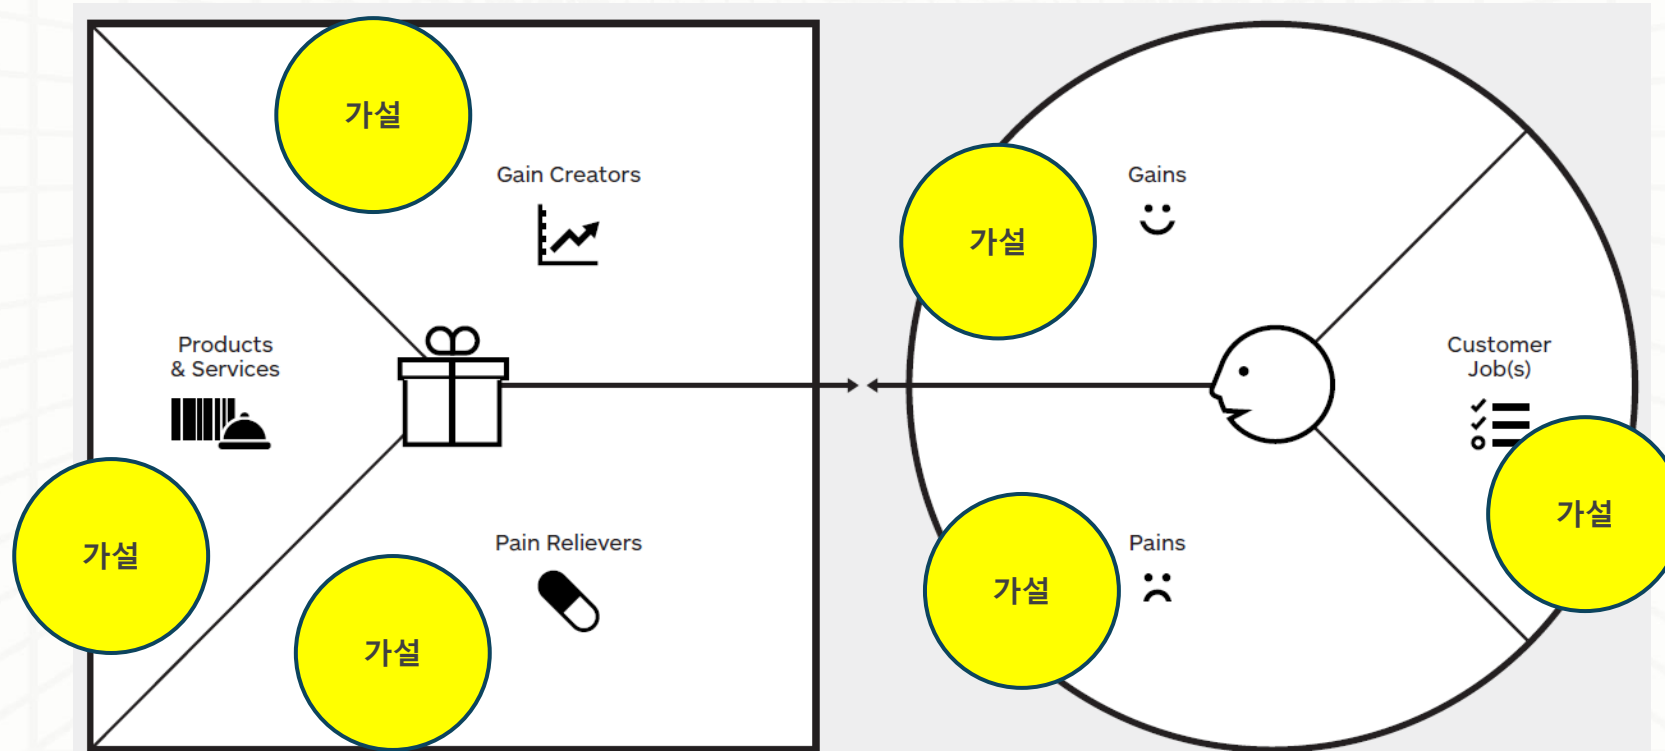 가설
Gain Creators
Products
& Services
가설
Pain Relievers
가설
Gains
가설
Customer
Job(s)
가설
Pains
가설